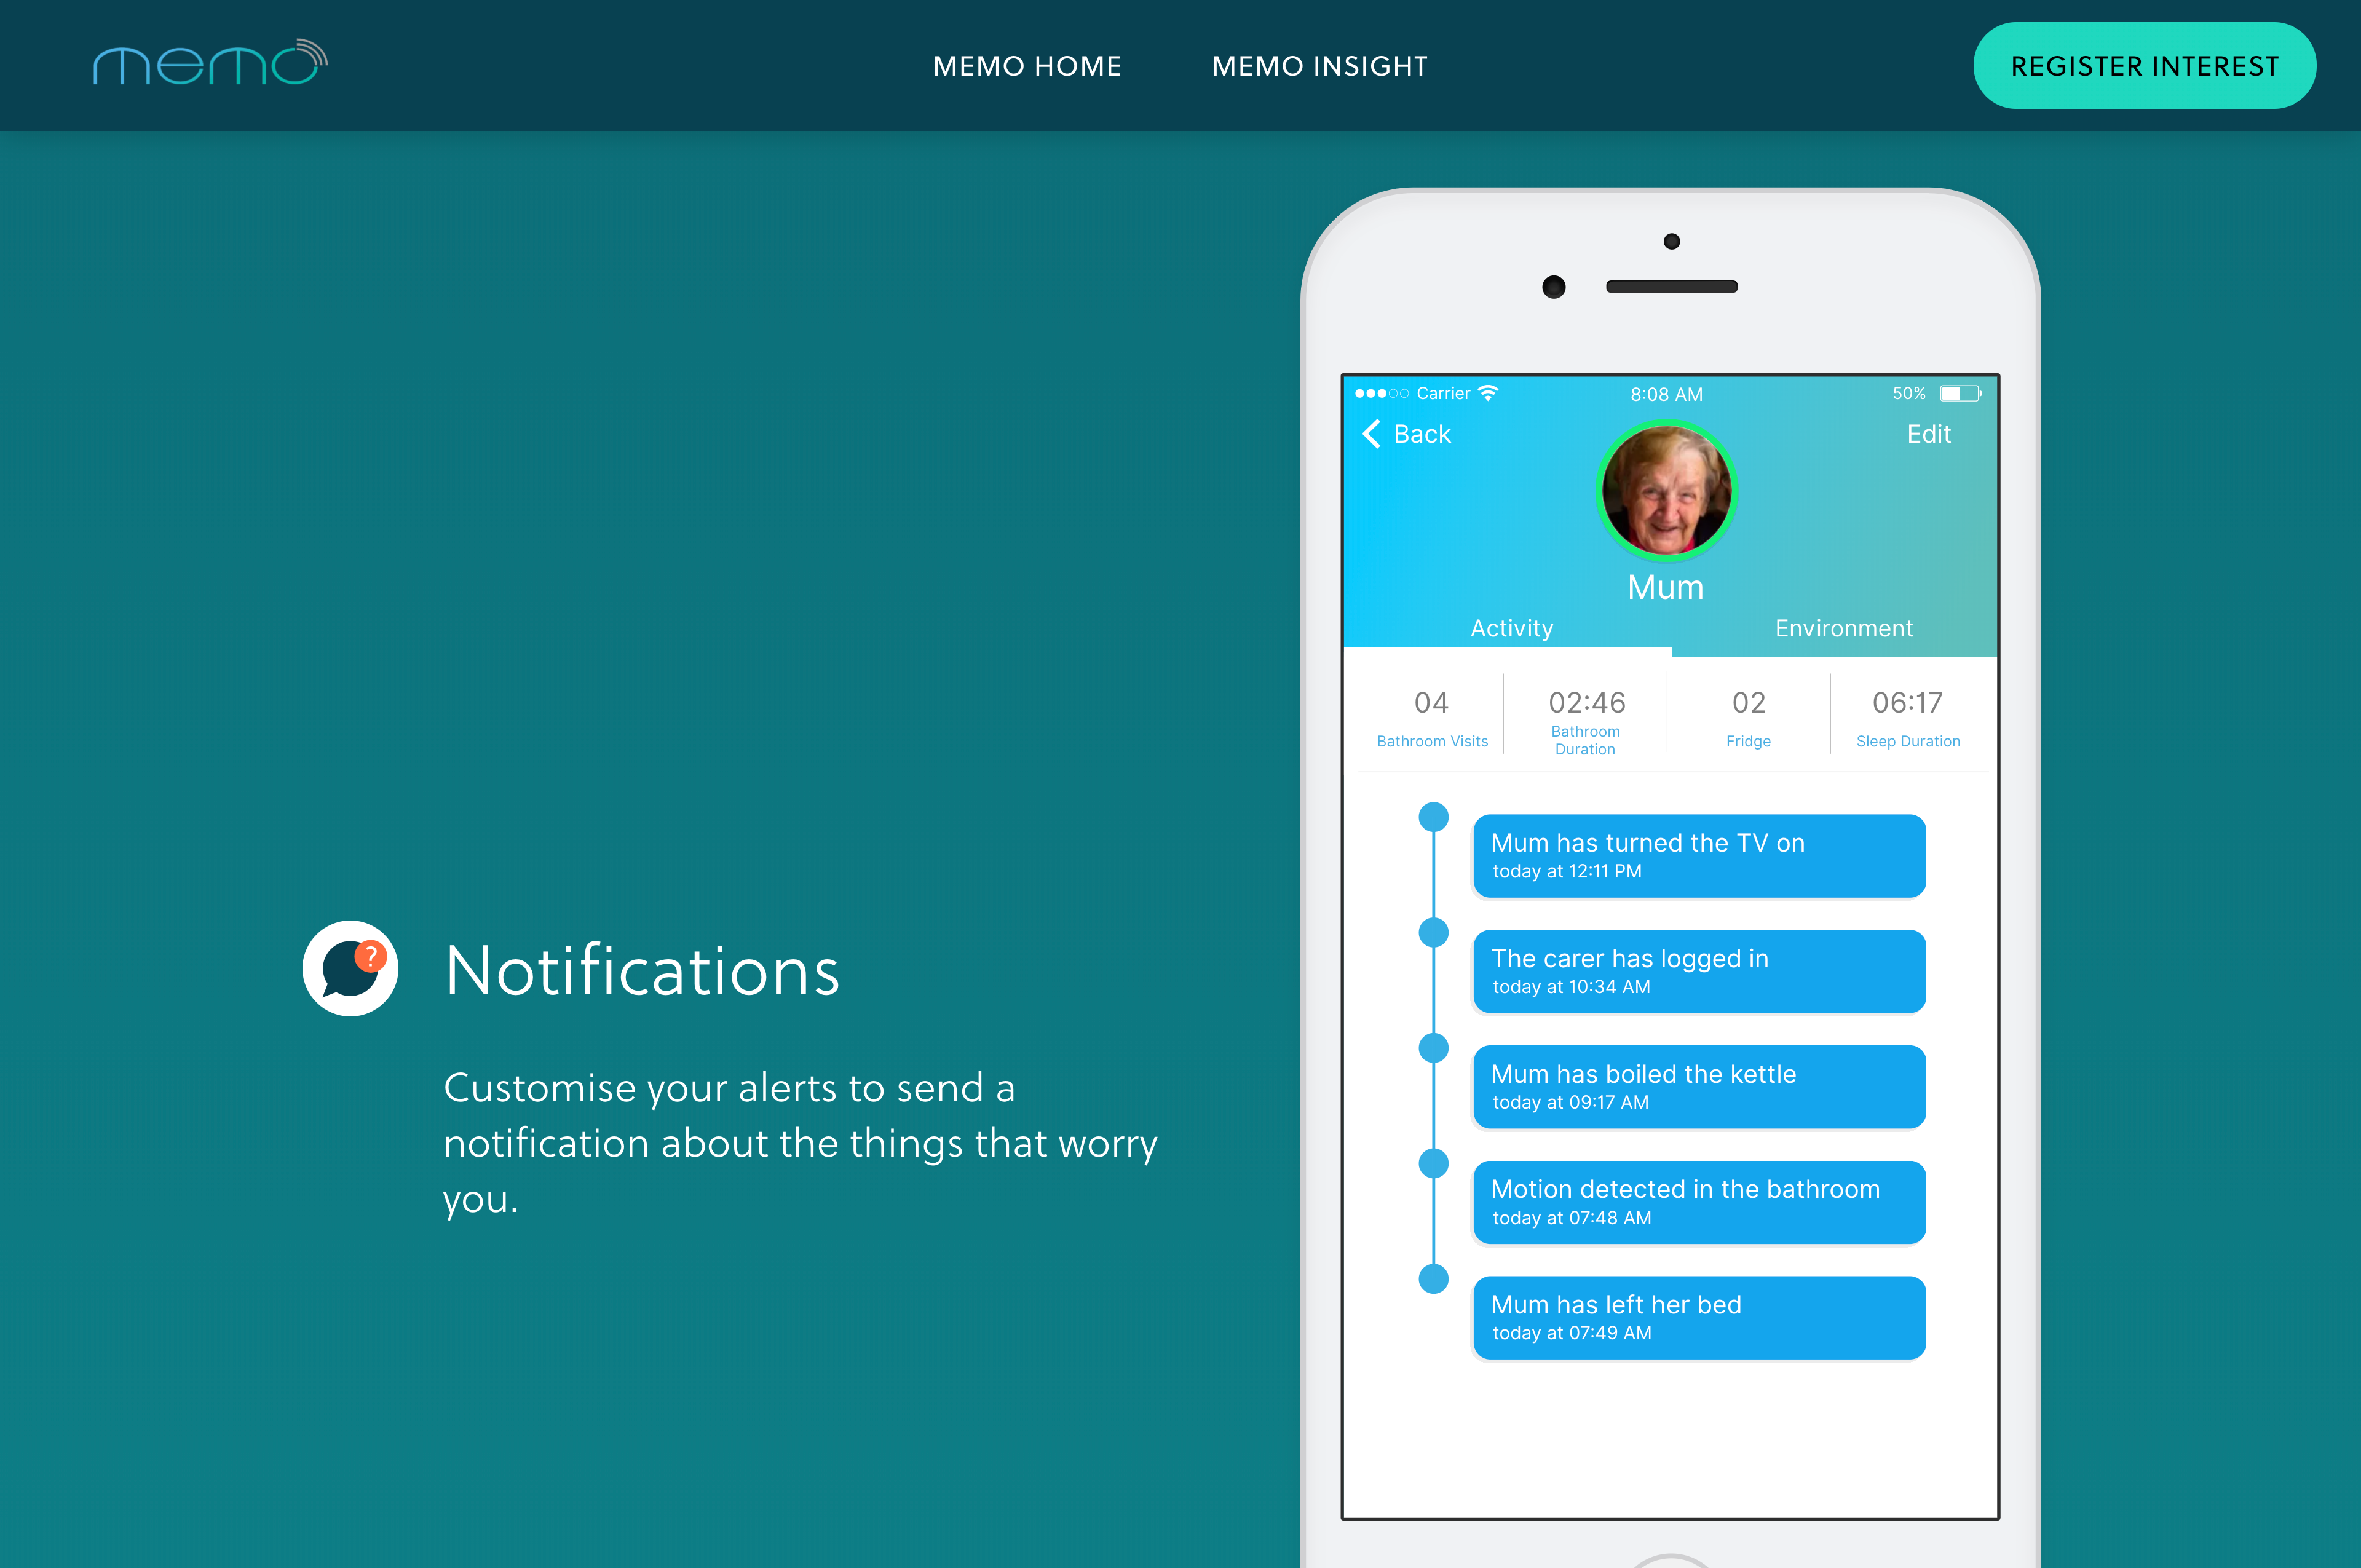 memo
MEMO HOME
MEMO INSIGHT
REGISTER INTEREST
Carrier
8:08 AM
50%
Back
Edit
Mum
Activity
Environment
04
Bathroom Visits
02:46
Bathroom
Duration
02
Fridge
06:17
Sleep Duration
Mum has turned the TV on
today at 12:11 PM
The carer has logged in
today at 10:34 AM
Mum has boiled the kettle
today at 09:17 AM
Motion detected in the bathroom
today at 07:48 AM
Mum has left her bed
today at 07:49 AM
?
Notifications
Customise your alerts to send a
notification about the things that worry
you.